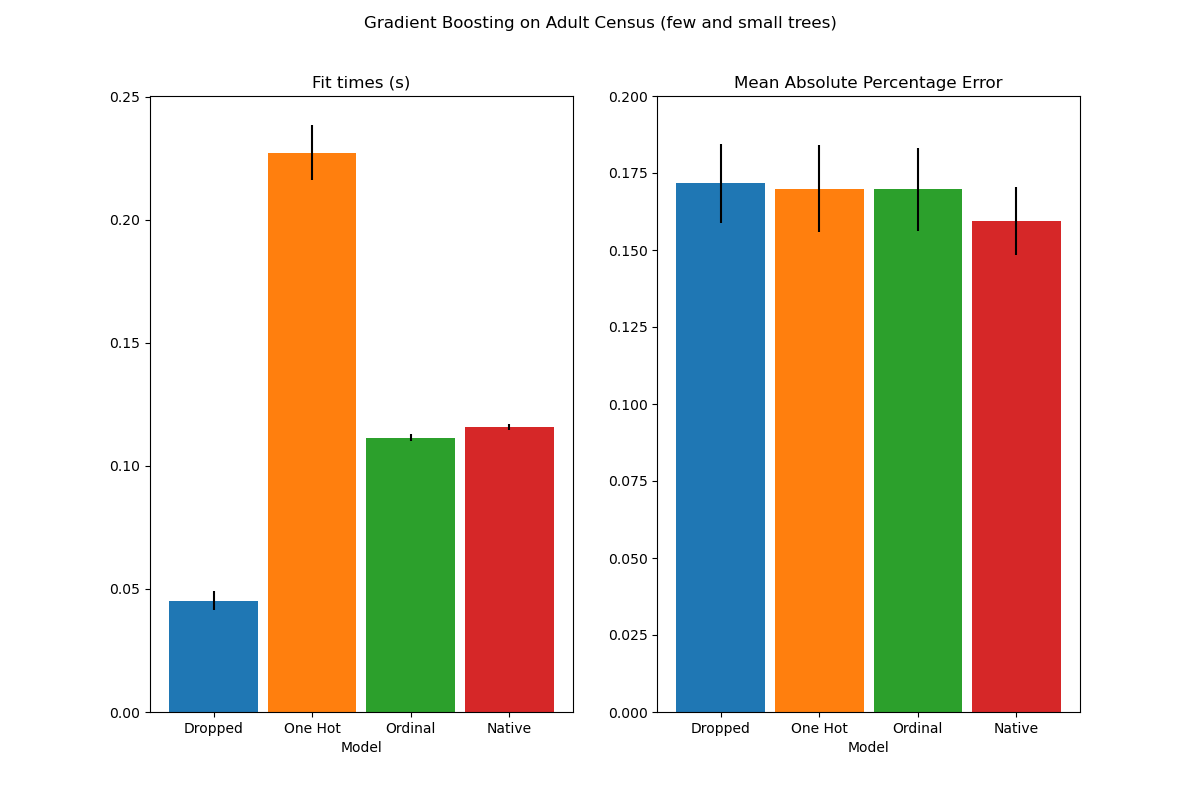 Gradient Boosting on Adult Census (few and small trees)
Fit times (s)
0.25
0.20
0.15
0.10
0.05
0.00
Dropped One Hot Ordinal Native
Model
Mean Absolute Percentage Error
0.200
0.175
0.150
0.125
0.100
0.075
0.050
0.025
0.000
Dropped One Hot Ordinal Native
Model